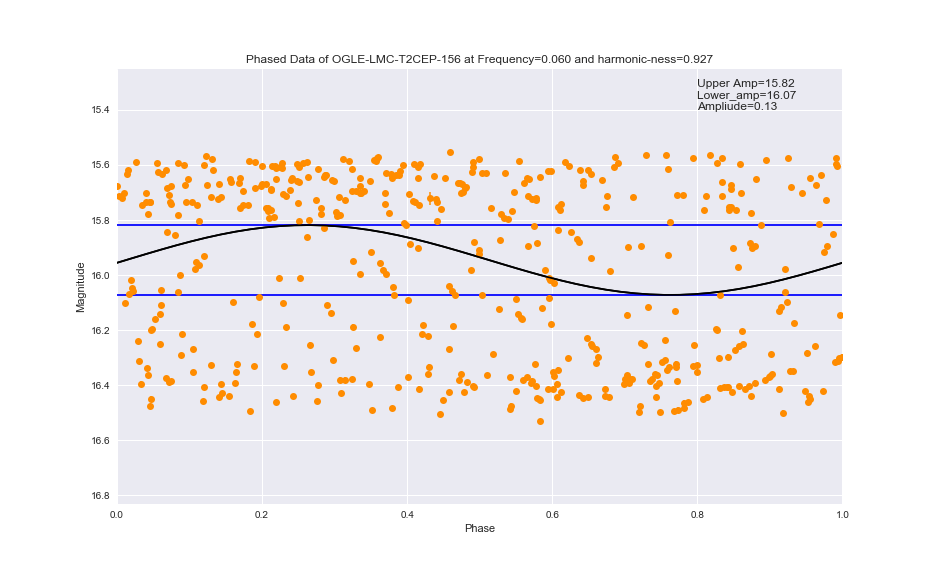 Phased Data of OGLE-LMC-T2CEP-156 at Frequency=0.060 and harmonic-ness=0.927
Upper Amp=15.82
Lower_amp=16.07
Ampliude=0.13
15.4
15.6
15.8
16.0
16.2
16.4
16.6
16.8
Magnitude
0.0 0.2 0.4 0.6 0.8 1.0
Phase